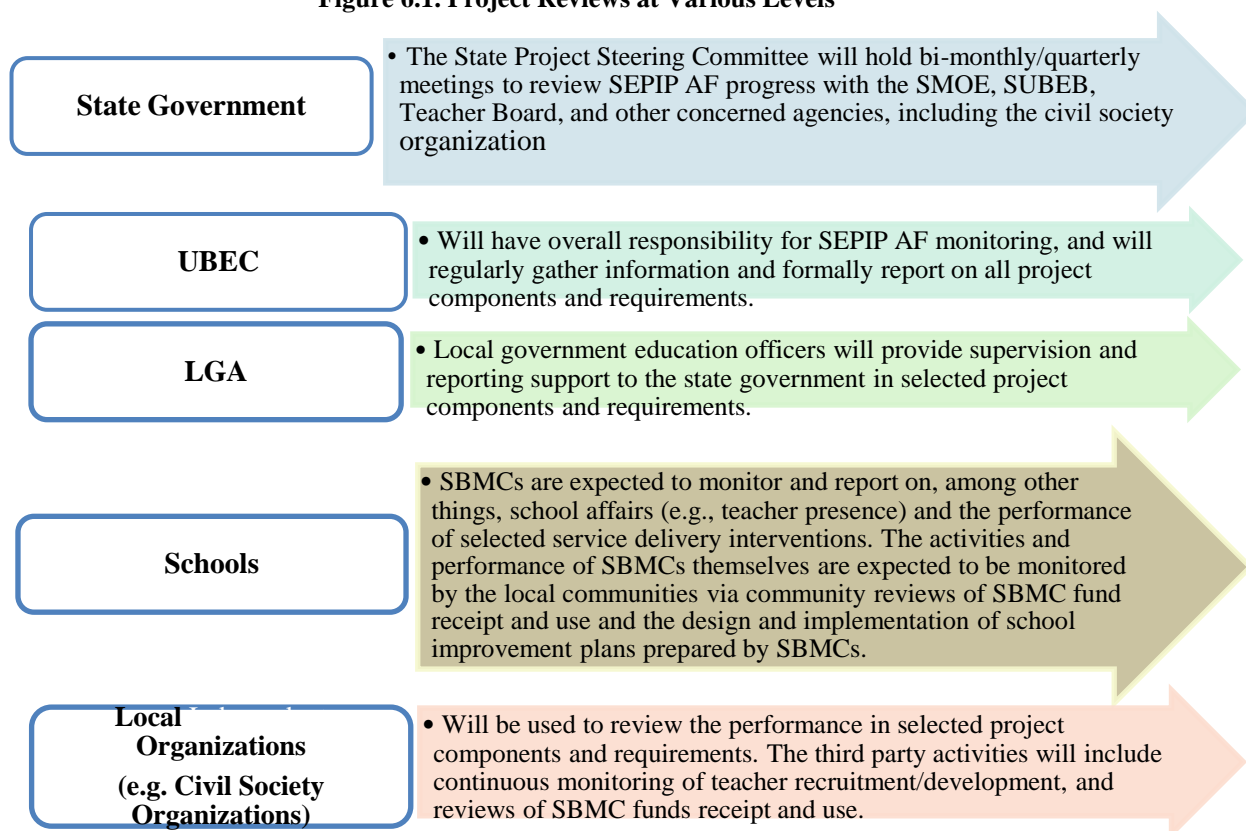 Figure 6.1. Project Reviews at Various Levels
State Government
• The State Project Steering Committee will hold bi-monthly/quarterly
meetings to review SEPIP AF progress with the SMOE, SUBEB,
Teacher Board, and other concerned agencies, including the civil society
organization
UBEC
• Will have overall responsibility for SEPIP AF monitoring, and will
regularly gather information and formally report on all project
components and requirements.
LGA
• Local government education officers will provide supervision and
reporting support to the state government in selected project
components and requirements.
Schools
• SBMCs are expected to monitor and report on, among other
things, school affairs (e.g., teacher presence) and the performance
of selected service delivery interventions. The activities and
performance of SBMCs themselves are expected to be monitored
by the local communities via community reviews of SBMC fund
receipt and use and the design and implementation of school
improvement plans prepared by SBMCs.
Local
Organizations
(e.g. Civil Society
Organizations)
• Will be used to review the performance in selected project
components and requirements. The third party activities will include
continuous monitoring of teacher recruitment/development, and
reviews of SBMC funds receipt and use.